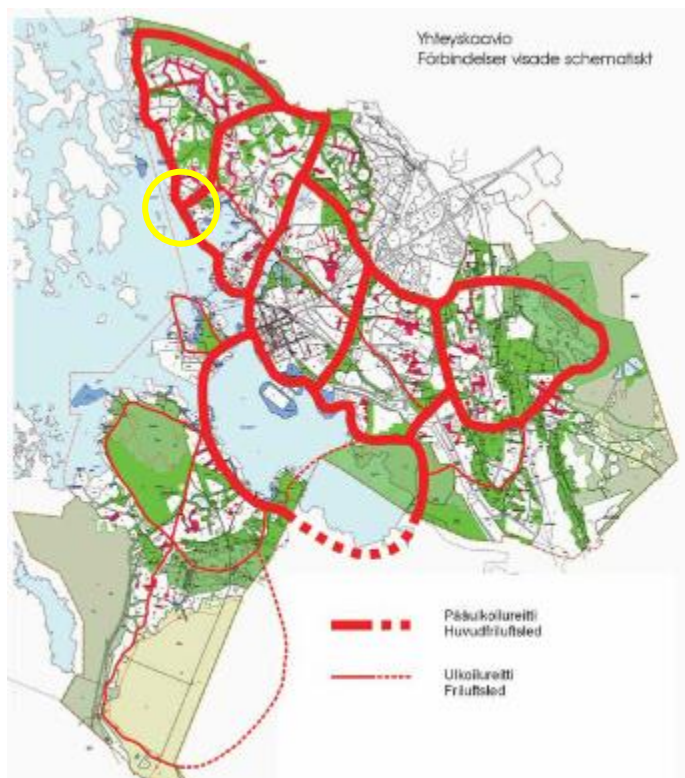 Yhteyskaavio
Förbindelser visade schematiskt
Pääulkoilureitti
Huvudfriluftsled
Ulkoilureitti
Friluftsled